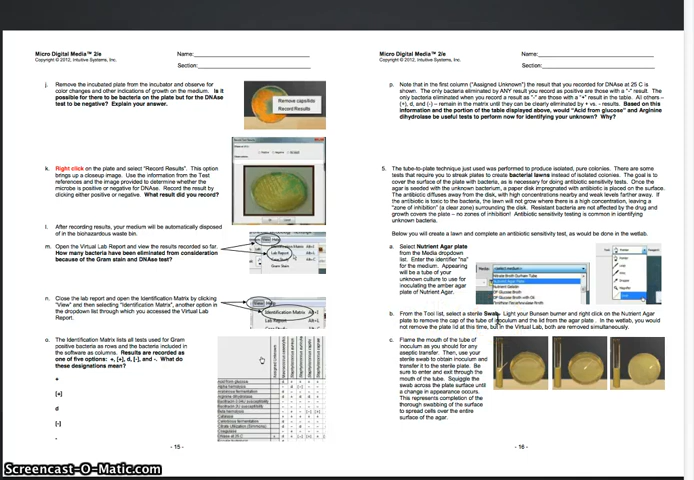 Micro Digital Media™ 2/e
Copyright © 2012, Intuitive Systems, Inc.
Name:
Section:
j. Remove the incubated plate from the incubator and observe for
color changes and other indications of growth on the medium. Is it
possible for there to be bacteria on the plate but for the DNAse
test to be negative? Explain your answer.
Remove caps/lids
Record Results
k. Right click on the plate and select "Record Results". This option
brings up a closeup image. Use the information from the Test
references and the image provided to determine whether the
microbe is positive or negative for DNAse. Record the result by
clicking either positive or negative. What result did you record?
l. After recording results, your medium will be automatically disposed
of in the biohazardous waste bin.
m. Open the Virtual Lab Report and view the results recorded so far.
How many bacteria have been eliminated from consideration
because of the Gram stain and DNAse test?
Lab Report
Gram Stain
n. Close the lab report and open the Identification Matrix by clicking
"View" and then selecting "Identification Matrix", another option in
the dropdown list through which you accessed the Virtual Lab
Report.
Identification Matrix
o. The Identification Matrix lists all tests used for Gram
positive bacteria as rows and the bacteria included in
the software as columns. Results are recorded as
one of five options: +, [+], d, [-], and -. What do
these designations mean?
+
[+]
d
[-]
-
- 15 -
Micro Digital Media™ 2/e
Copyright © 2012, Intuitive Systems, Inc.
Name:
Section:
p. Note that in the first column ("Assigned Unknown") the result that you recorded for DNAse at 25 C is
shown. The only bacteria eliminated by ANY result you record as positive are those with a "-" result. The
only bacteria eliminated when you record a result as "-" are those with a "+" result in the table. All others –
(+), d, and (-) – remain in the matrix until they can be clearly eliminated by + vs. - results. Based on this
information and the portion of the table displayed above, would "Acid from glucose" and Arginine
dihydrolase be useful tests to perform now for identifying your unknown? Why?
5. The tube-to-plate technique just used was performed to produce isolated, pure colonies. There are some
tests that require you to streak plates to create bacterial lawns instead of isolated colonies. The goal is to
cover the surface of the plate with bacteria, as is necessary for doing antibiotic sensitivity tests. Once the
agar is seeded with the unknown bacterium, a paper disk impregnated with antibiotic is placed on the surface.
The antibiotic diffuses away from the disk, with high concentrations nearby and weak levels farther away. If
the antibiotic is toxic to the bacteria, the lawn will not grow where there is a high concentration, leaving a
"zone of inhibition" (a clear zone) surrounding the disk. Resistant bacteria are not affected by the drug and
growth covers the plate – no zones of inhibition! Antibiotic sensitivity testing is common in identifying
unknown bacteria.
Below you will create a lawn and complete an antibiotic sensitivity test, as would be done in the wetlab.
a. Select Nutrient Agar plate
from the Media dropdown
list. Enter the identifier "na"
for the medium. Appearing
will be a tube of your
unknown culture to use for
inoculating the amber agar
plate of Nutrient Agar.
Media:
b. From the Tool list, select a sterile Swab. Light your Bunsen burner and right click on the Nutrient Agar
plate to remove the cap of the tube of inoculum and the lid from the agar plate. In the wetlab, you would
not remove the plate lid at this time, but in the Virtual Lab, both are removed simultaneously.
c. Flame the mouth of the tube of
inoculum as you should for any
aseptic transfer. Then, use your
sterile swab to obtain inoculum and
transfer it to the sterile plate. Be
sure to enter and exit through the
mouth of the tube. Squiggle the
swab across the plate surface until
a change in appearance occurs.
This represents completion of the
thorough swabbing of the surface
to spread cells over the entire
surface of the agar.
- 16 -
Screencast-O-Matic.com